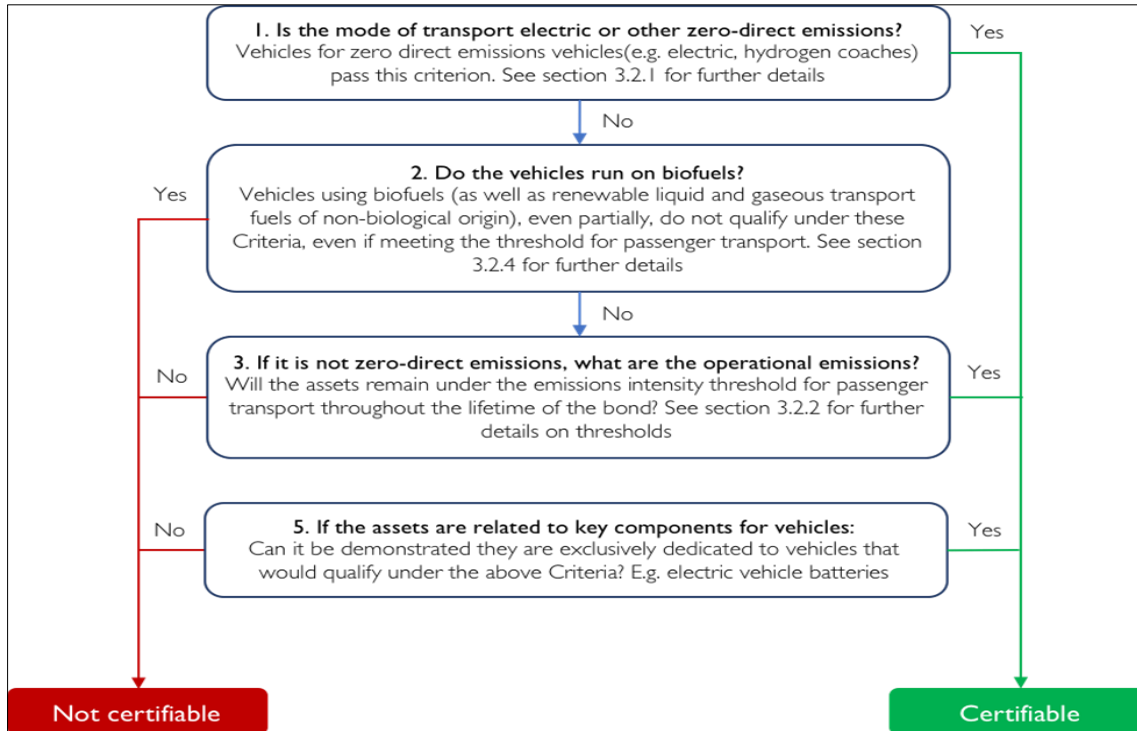 1. Is the mode of transport electric or other zero-direct emissions?
Vehicles for zero direct emissions vehicles(e.g. electric, hydrogen coaches)
pass this criterion. See section 3.2.1 for further details
Yes
No
2. Do the vehicles run on biofuels?
Vehicles using biofuels (as well as renewable liquid and gaseous transport
fuels of non-biological origin), even partially, do not qualify under these
Criteria, even if meeting the threshold for passenger transport. See section
3.2.4 for further details
Yes
No
3. If it is not zero-direct emissions, what are the operational emissions?
Will the assets remain under the emissions intensity threshold for passenger
transport throughout the lifetime of the bond? See section 3.2.2 for further
details on thresholds
No
Yes
5. If the assets are related to key components for vehicles:
Can it be demonstrated they are exclusively dedicated to vehicles that
would qualify under the above Criteria? E.g. electric vehicle batteries
No
Yes
Not certifiable
Certifiable